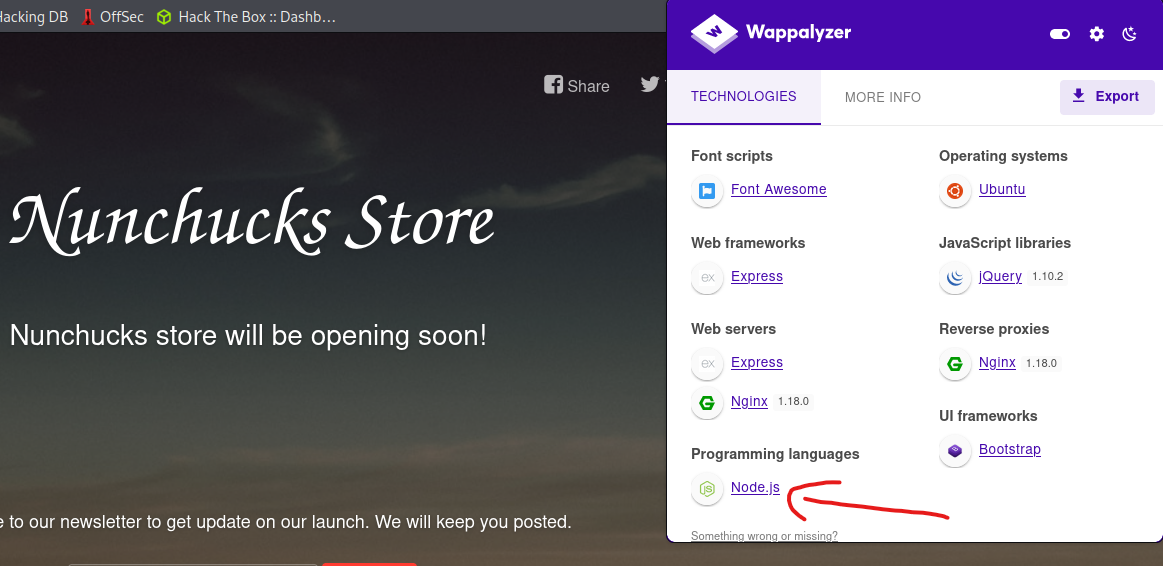 Hacking DB OffSec Hack The Box :: Dashb…
Share
Nunchucks Store
Nunchucks store will be opening soon!
to our newsletter to get update on our launch. We will keep you posted.
Wappalyzer
TECHNOLOGIES MORE INFO Export
Font scripts
Font Awesome
Web frameworks
ex Express
Web servers
ex Express
Nginx 1.18.0
Programming languages
Node.js
Something wrong or missing?
Operating systems
Ubuntu
JavaScript libraries
jQuery 1.10.2
Reverse proxies
Nginx 1.18.0
UI frameworks
Bootstrap